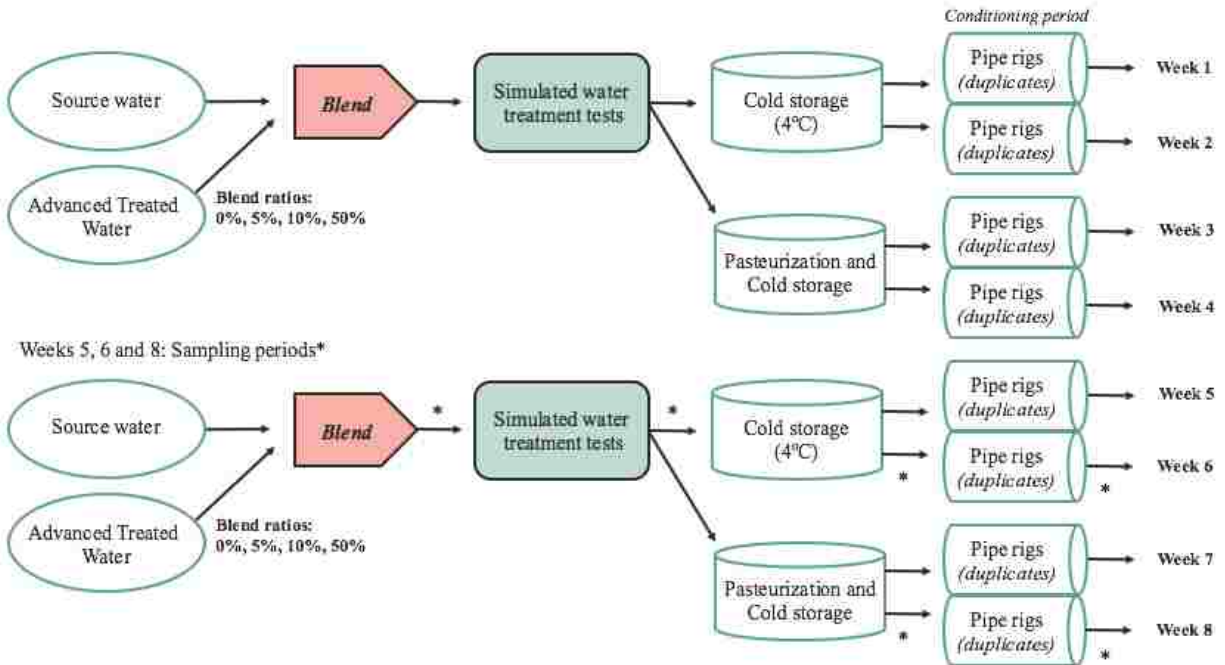 Conditioning period
Source water
Blend
Simulated water
treatment tests
Cold storage
(4°C)
Pipe rigs
(duplicates)
Week 1
Pipe rigs
(duplicates)
Week 2
Advanced Treated
Water
Blend ratios:
0%, 5%, 10%, 50%
Pasteurization and
Cold storage
Pipe rigs
(duplicates)
Week 3
Pipe rigs
(duplicates)
Week 4
Weeks 5, 6 and 8: Sampling periods*
Source water
Blend
*
Simulated water
treatment tests
*
Cold storage
(4°C)
*
Pipe rigs
(duplicates)
Week 5
Pipe rigs
(duplicates)
*
Week 6
Advanced Treated
Water
Blend ratios:
0%, 5%, 10%, 50%
Pasteurization and
Cold storage
*
Pipe rigs
(duplicates)
Week 7
Pipe rigs
(duplicates)
*
Week 8